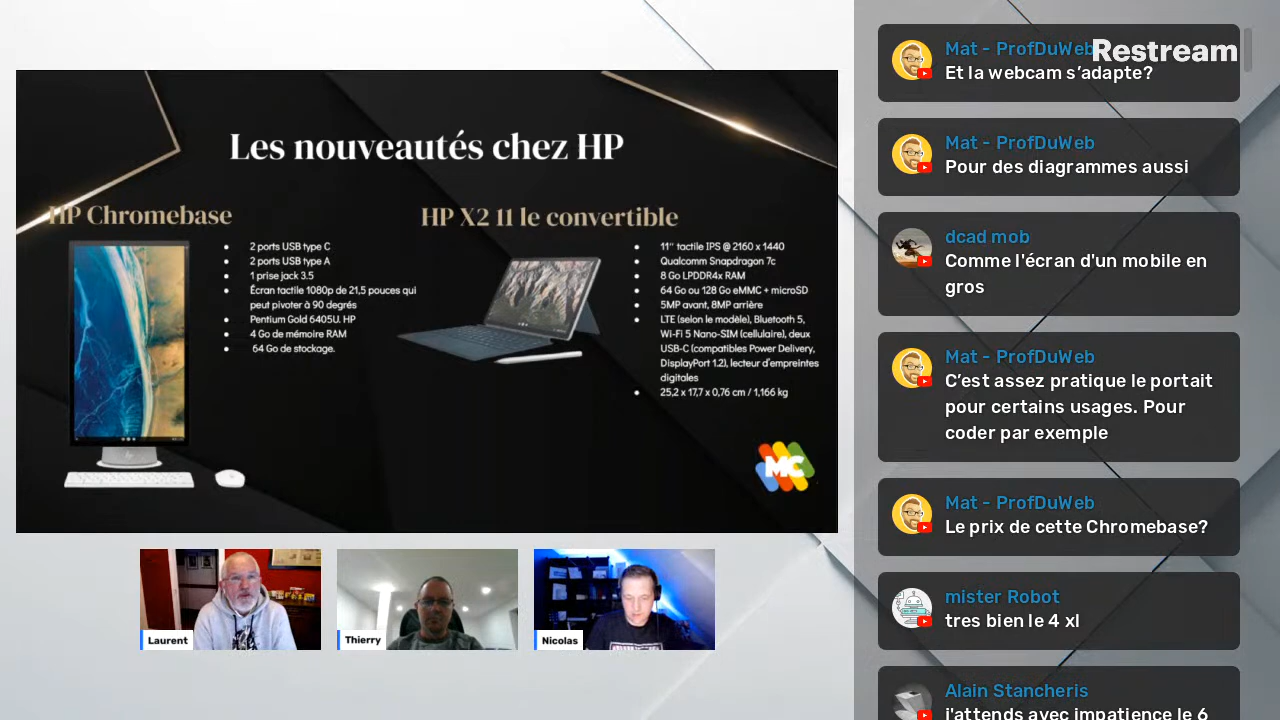 Les nouveautés chez HP
HP Chromebase
2 ports USB type C
2 ports USB type A
1 prise jack 3.5
Écran tactile 1080p de 21,5 pouces qui
peut pivoter à 90 degrés
Pentium Gold 6405U. HP
4 Go de mémoire RAM
64 Go de stockage.
HP X2 11 le convertible
11'' tactile IPS @ 2160 x 1440
Qualcomm Snapdragon 7c
8 Go LPDDR4x RAM
64 Go ou 128 Go eMMC + microSD
5MP avant, 8MP arrière
LTE (selon le modèle), Bluetooth 5,
Wi-Fi 5 Nano-SIM (cellulaire), deux
USB-C (compatibles Power Delivery,
DisplayPort 1.2), lecteur d'empreintes
digitales
25,2 x 17,7 x 0,76 cm / 1,166 kg
MC
Laurent
Thierry
Nicolas
Restream
Mat - ProfDuWeb
Et la webcam s’adapte?
Mat - ProfDuWeb
Pour des diagrammes aussi
dcad mob
Comme l'écran d'un mobile en
gros
Mat - ProfDuWeb
C’est assez pratique le portait
pour certains usages. Pour
coder par exemple
Mat - ProfDuWeb
Le prix de cette Chromebase?
mister Robot
tres bien le 4 xl
Alain Stancheris
j'attends avec impatience le 6